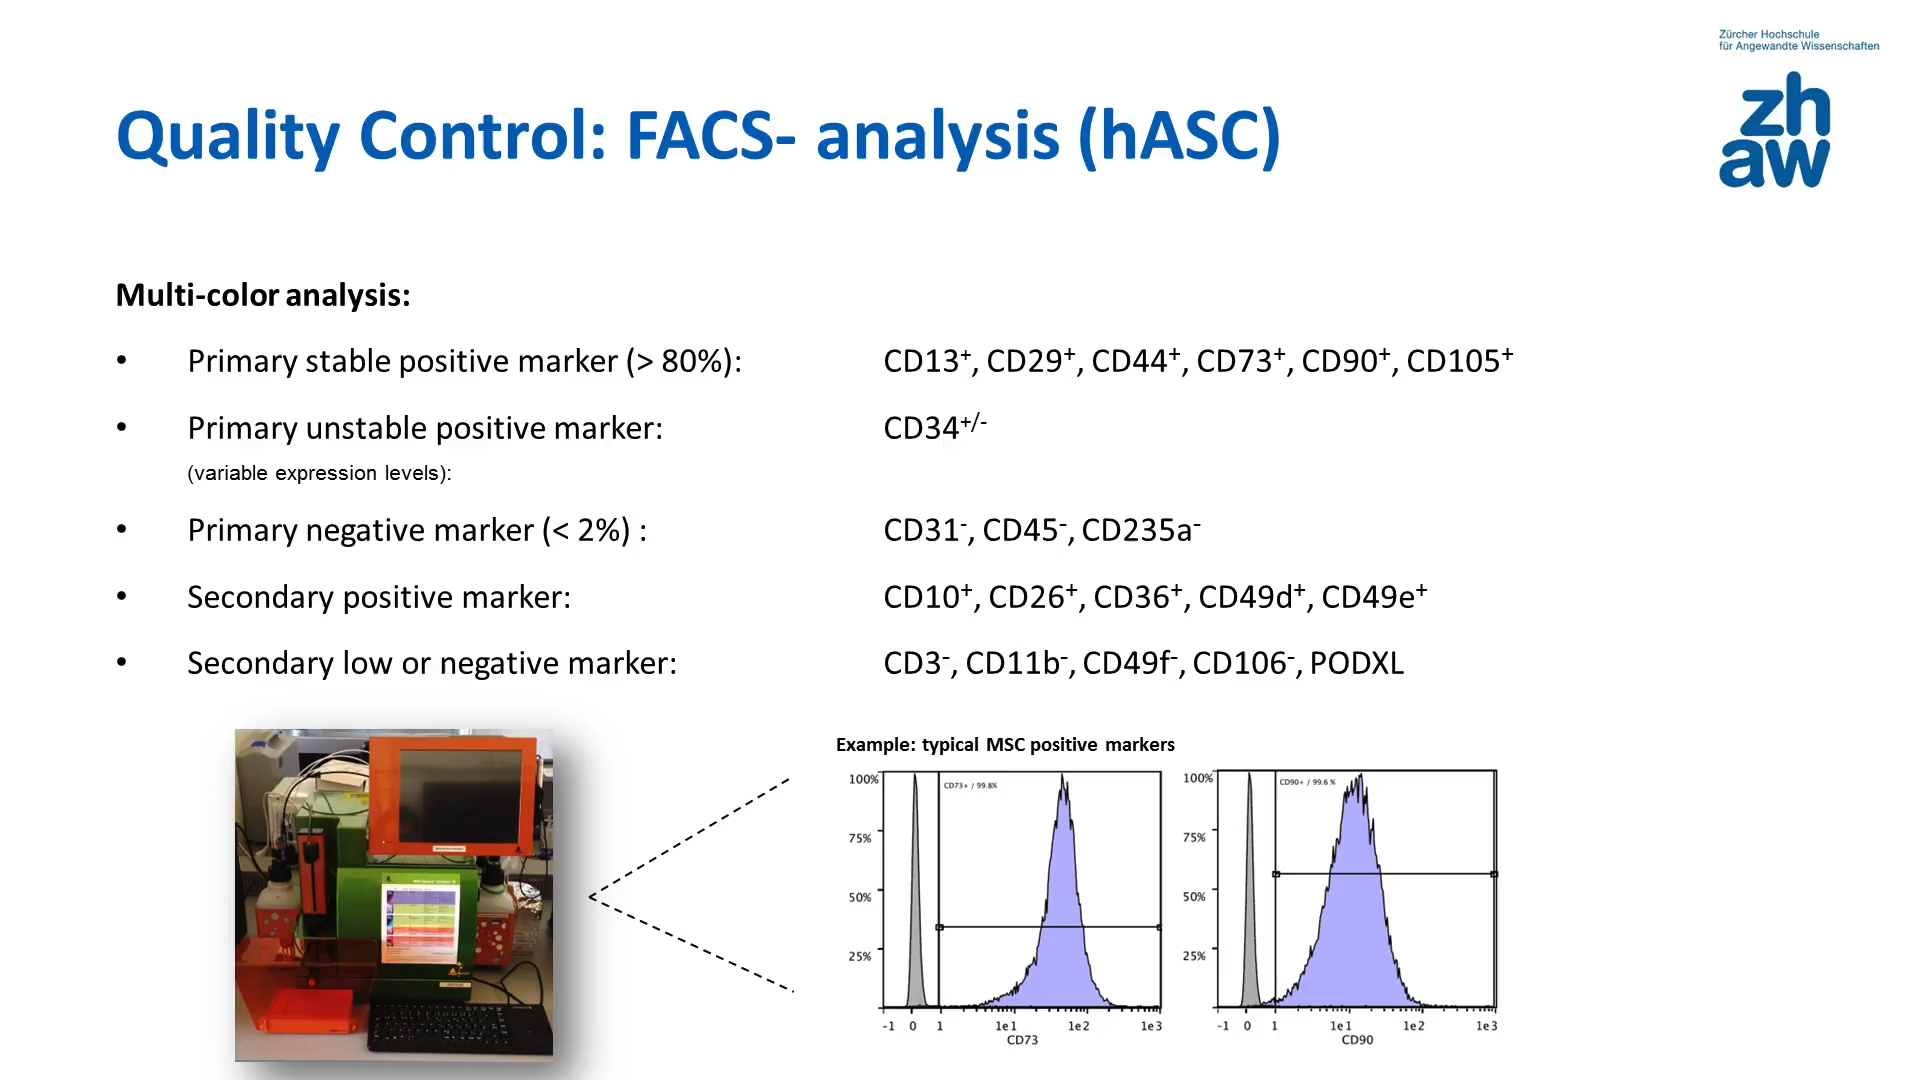 Zürcher Hochschule
für Angewandte Wissenschaften
zh
aw
Quality Control: FACS- analysis (hASC)
Multi-color analysis:
• Primary stable positive marker (> 80%): CD13⁺, CD29⁺, CD44⁺, CD73⁺, CD90⁺, CD105⁺
• Primary unstable positive marker: CD34⁺/⁻
(variable expression levels):
• Primary negative marker (< 2%) : CD31⁻, CD45⁻, CD235a⁻
• Secondary positive marker: CD10⁺, CD26⁺, CD36⁺, CD49d⁺, CD49e⁺
• Secondary low or negative marker: CD3⁻, CD11b⁻, CD49f⁻, CD106⁻, PODXL
Example: typical MSC positive markers
100%
CD73+ / 99.8%
75%
50%
25%
-1 0 1 1e1 1e2 1e3
CD73
100%
CD90+ / 99.6 %
75%
50%
25%
-1 0 1 1e1 1e2 1e3
CD90